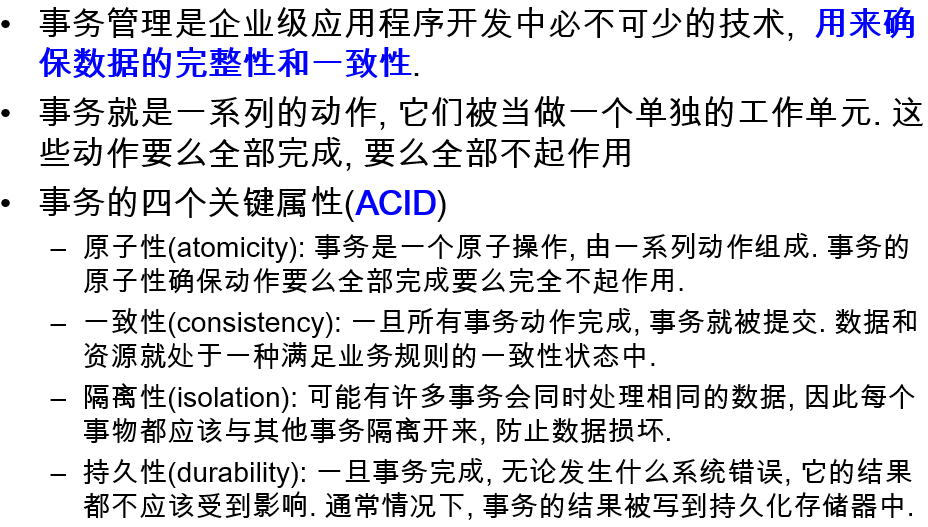 • 事务管理是企业级应用程序开发中必不可少的技术, 用来确
保数据的完整性和一致性.
• 事务就是一系列的动作, 它们被当做一个单独的工作单元. 这
些动作要么全部完成, 要么全部不起作用
• 事务的四个关键属性(ACID)
– 原子性(atomicity): 事务是一个原子操作, 由一系列动作组成. 事务的
原子性确保动作要么全部完成要么完全不起作用.
– 一致性(consistency): 一旦所有事务动作完成, 事务就被提交. 数据和
资源就处于一种满足业务规则的一致性状态中.
– 隔离性(isolation): 可能有许多事务会同时处理相同的数据, 因此每个
事物都应该与其他事务隔离开来, 防止数据损坏.
– 持久性(durability): 一旦事务完成, 无论发生什么系统错误, 它的结果
都不应该受到影响. 通常情况下, 事务的结果被写到持久化存储器中.